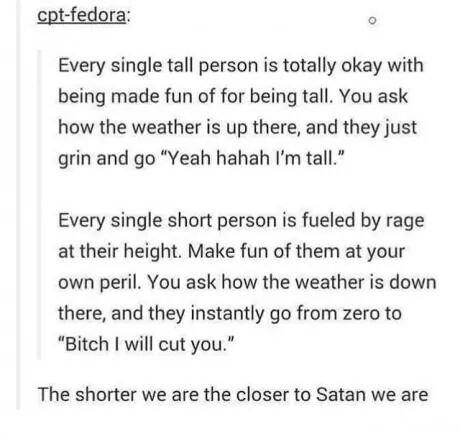 cpt-fedora:
Every single tall person is totally okay with
being made fun of for being tall. You ask
how the weather is up there, and they just
grin and go “Yeah hahah I'm tall.”
Every single short person is fueled by rage
at their height. Make fun of them at your
own peril. You ask how the weather is down
there, and they instantly go from zero to
“Bitch I will cut you.”
The shorter we are the closer to Satan we are